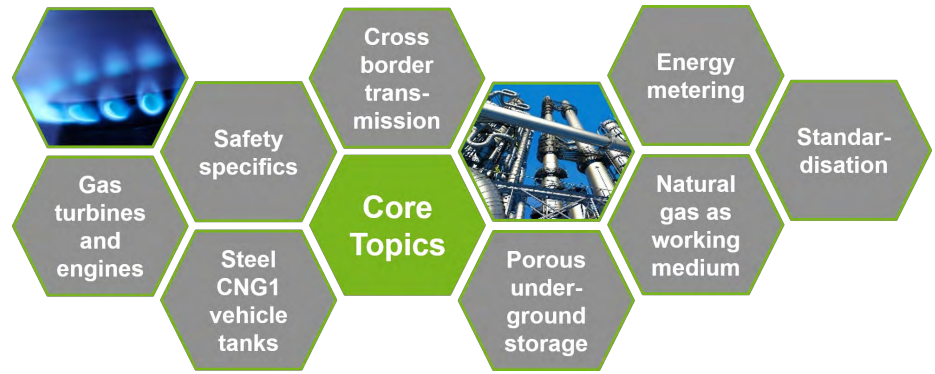 Cross
border
trans-
mission
Energy
metering
Safety
specifics
Standar-
disation
Gas
turbines
and
engines
Core
Topics
Natural
gas as
working
medium
Steel
CNG1
vehicle
tanks
Porous
under-
ground
storage